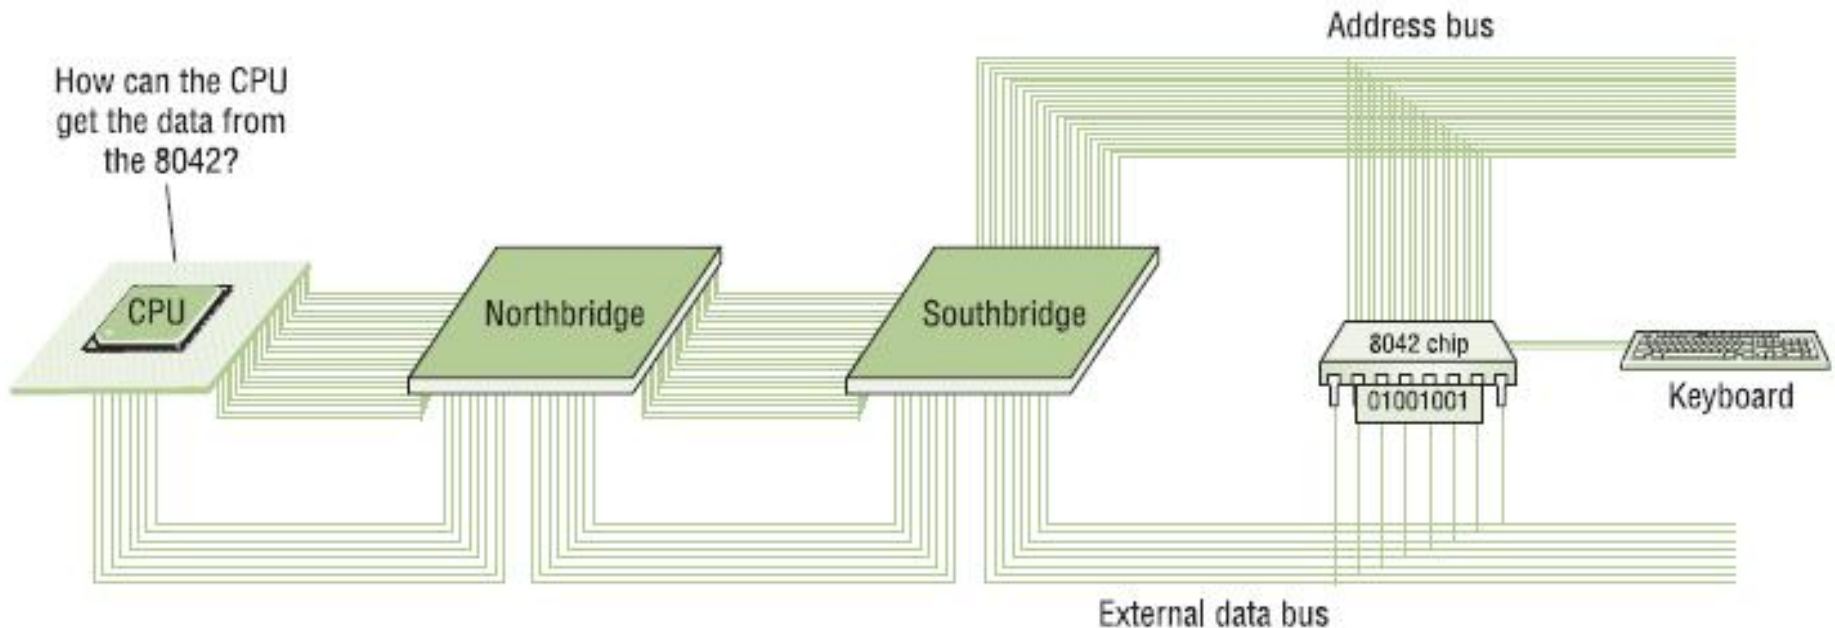 Address bus
How can the CPU
get the data from
the 8042?
CPU
Northbridge
Southbridge
8042 chip
01001001
Keyboard
External data bus